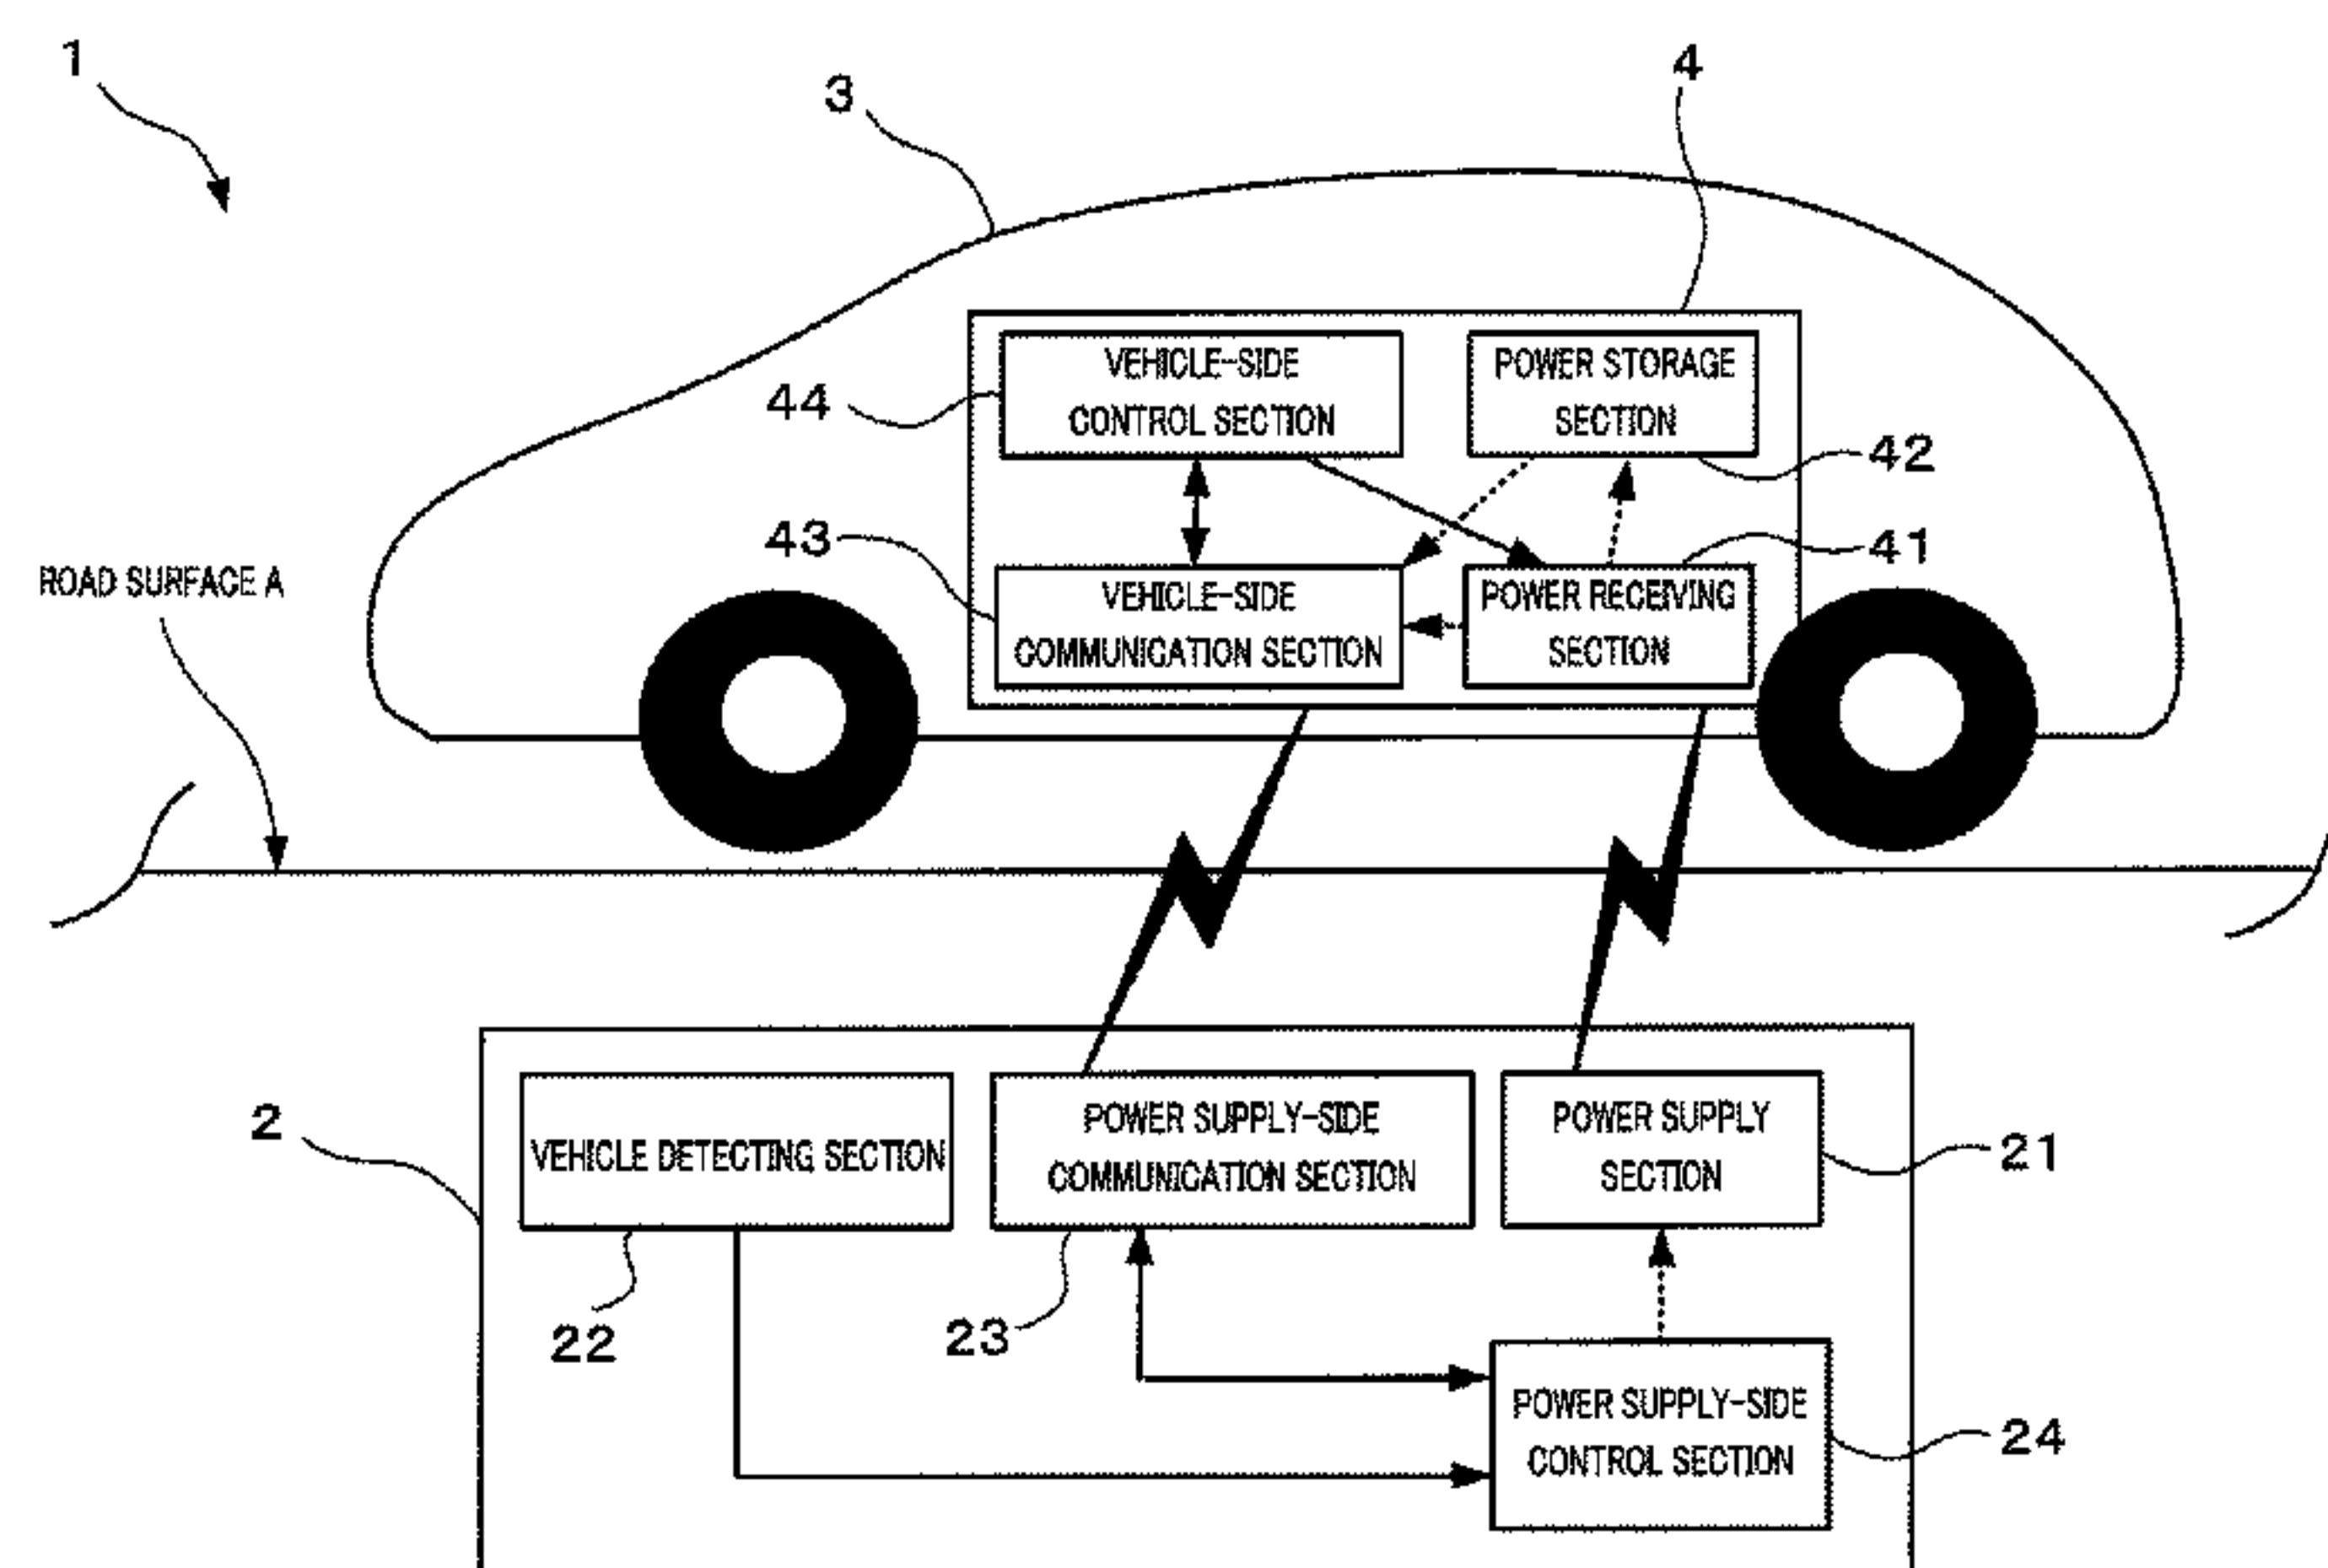 1
3
4
VEHICLE-SIDE
CONTROL SECTION
POWER STORAGE
SECTION
44
42
43
41
ROAD SURFACE A
VEHICLE-SIDE
COMMUNICATION SECTION
POWER RECEIVING
SECTION
2
VEHICLE DETECTING SECTION
POWER SUPPLY-SIDE
COMMUNICATION SECTION
POWER SUPPLY
SECTION
21
22
23
POWER SUPPLY-SIDE
CONTROL SECTION
24